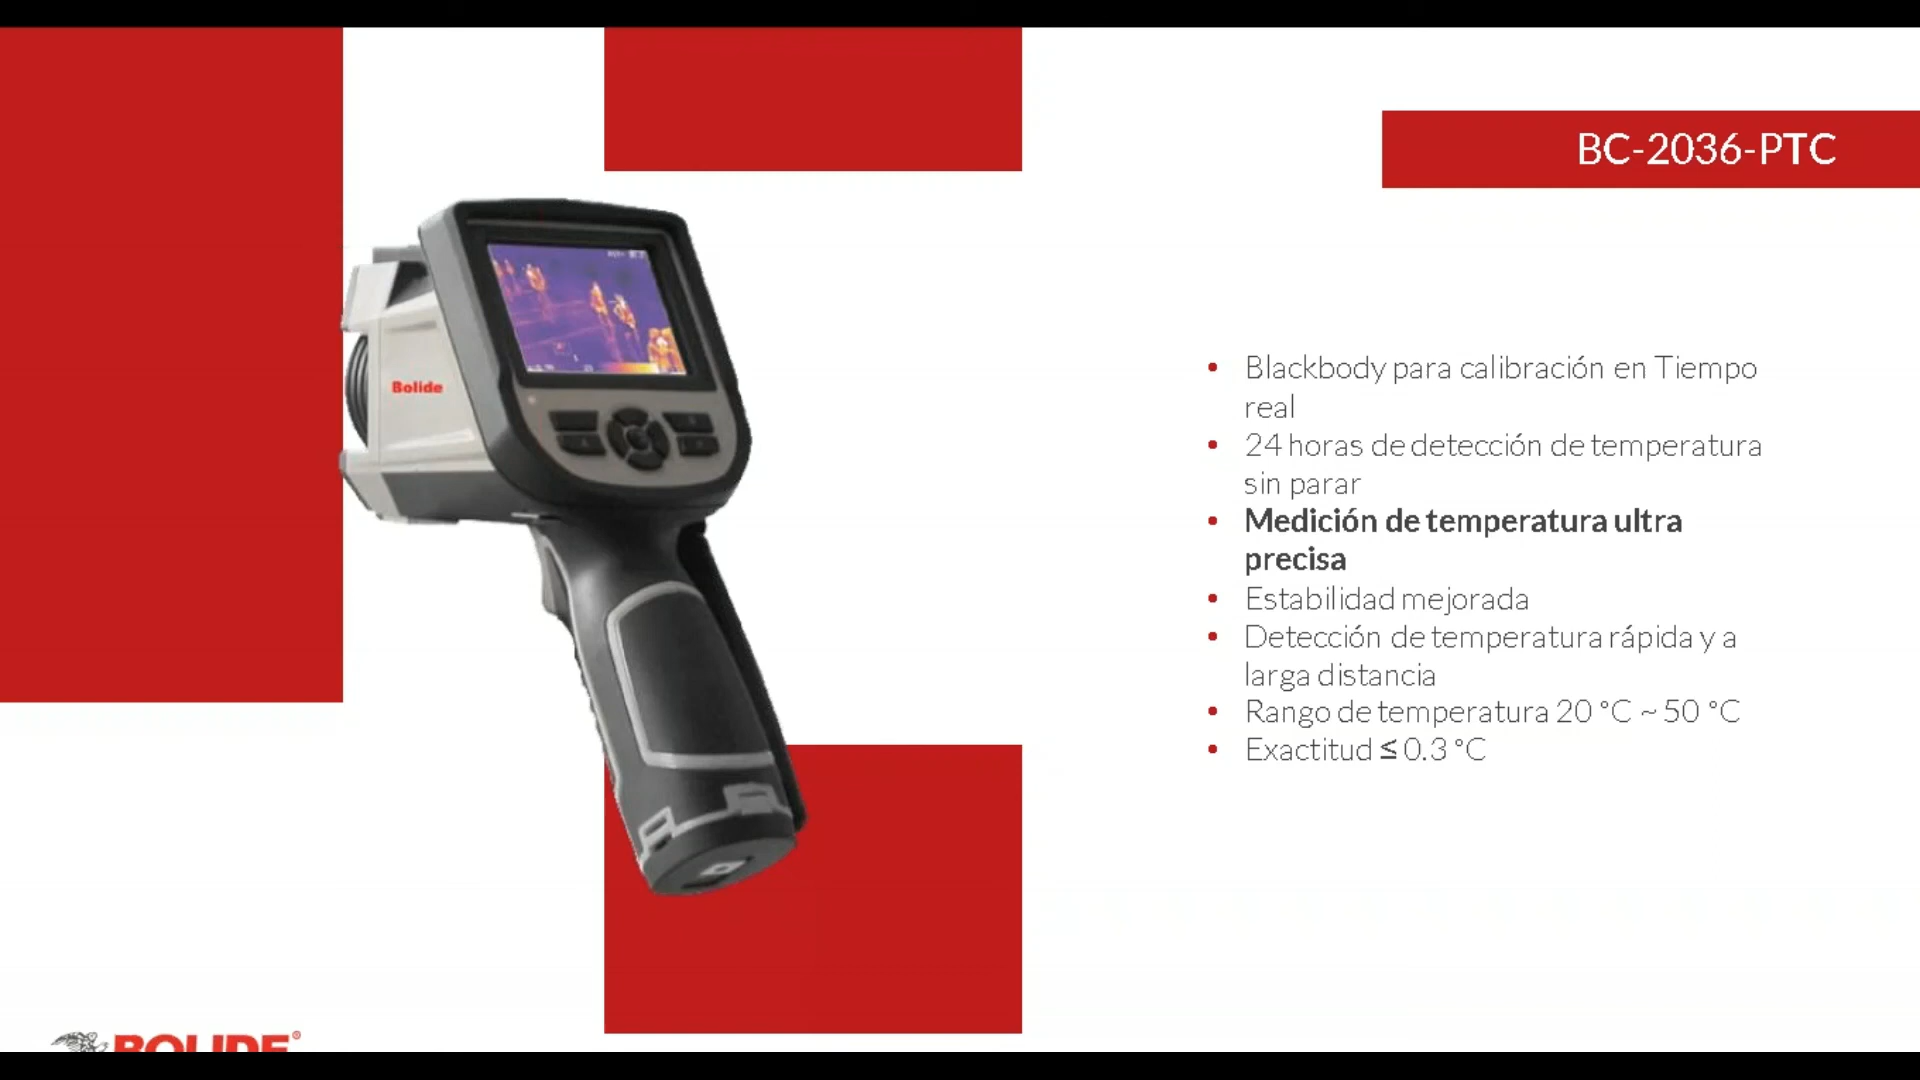 BC-2036-PTC
Bolide
• Blackbody para calibración en Tiempo
real
• 24 horas de detección de temperatura
sin parar
• Medición de temperatura ultra
precisa
• Estabilidad mejorada
• Detección de temperatura rápida y a
larga distancia
• Rango de temperatura 20 °C ~ 50 °C
• Exactitud ≤ 0.3 °C
BOLIDE®